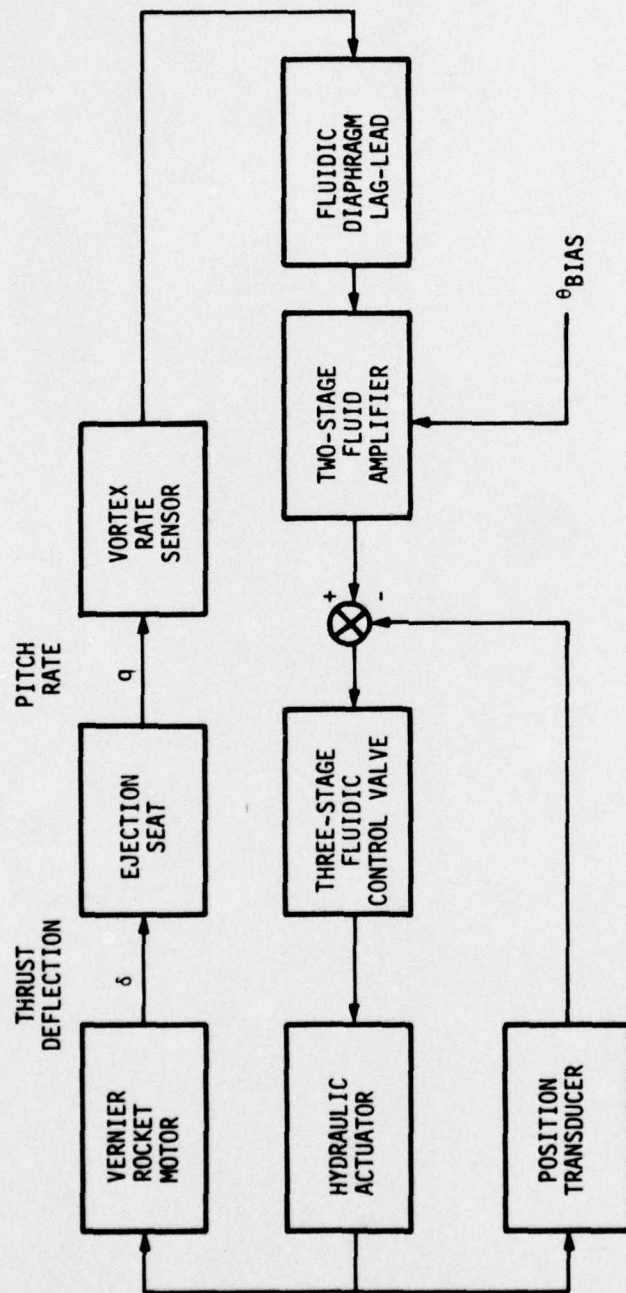 THRUST
DEFLECTION
PITCH
RATE
VERNIER
ROCKET
MOTOR
δ
EJECTION
SEAT
q
VORTEX
RATE
SENSOR
HYDRAULIC
ACTUATOR
THREE-STAGE
FLUIDIC
CONTROL VALVE
+
-
TWO-STAGE
FLUID
AMPLIFIER
FLUIDIC
DIAPHRAGM
LAG-LEAD
POSITION
TRANSDUCER
θBIAS